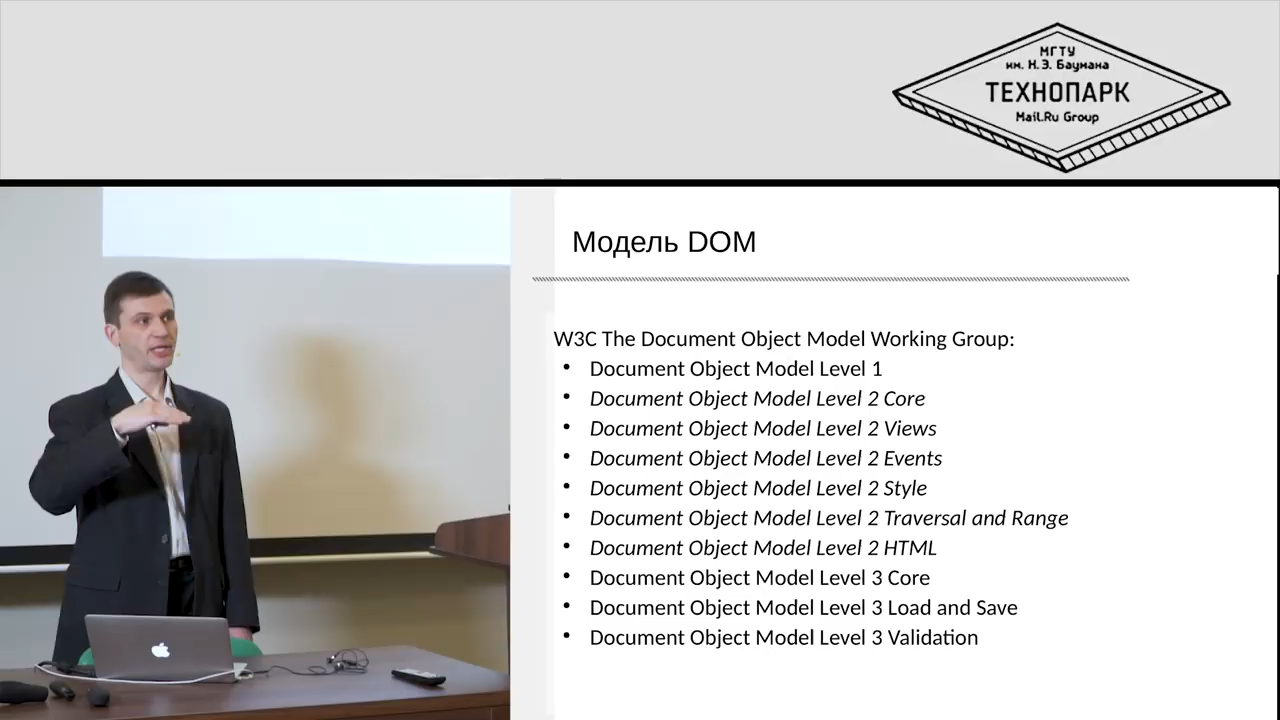 МГТУ
им. Н.Э. Баумана
ТЕХНОПАРК
Mail.Ru Group
Модель DOM
W3C The Document Object Model Working Group:
• Document Object Model Level 1
• Document Object Model Level 2 Core
• Document Object Model Level 2 Views
• Document Object Model Level 2 Events
• Document Object Model Level 2 Style
• Document Object Model Level 2 Traversal and Range
• Document Object Model Level 2 HTML
• Document Object Model Level 3 Core
• Document Object Model Level 3 Load and Save
• Document Object Model Level 3 Validation